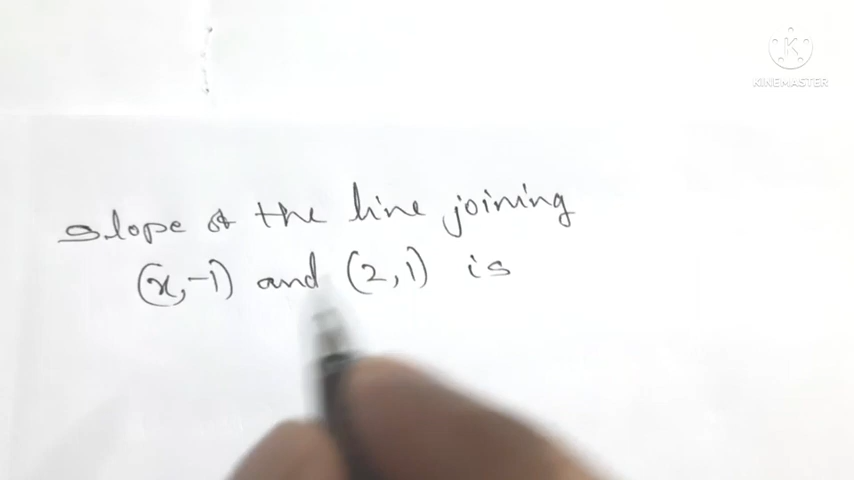 KINEMASTER
slope of the line joining
(x,-1) and (2,1) is